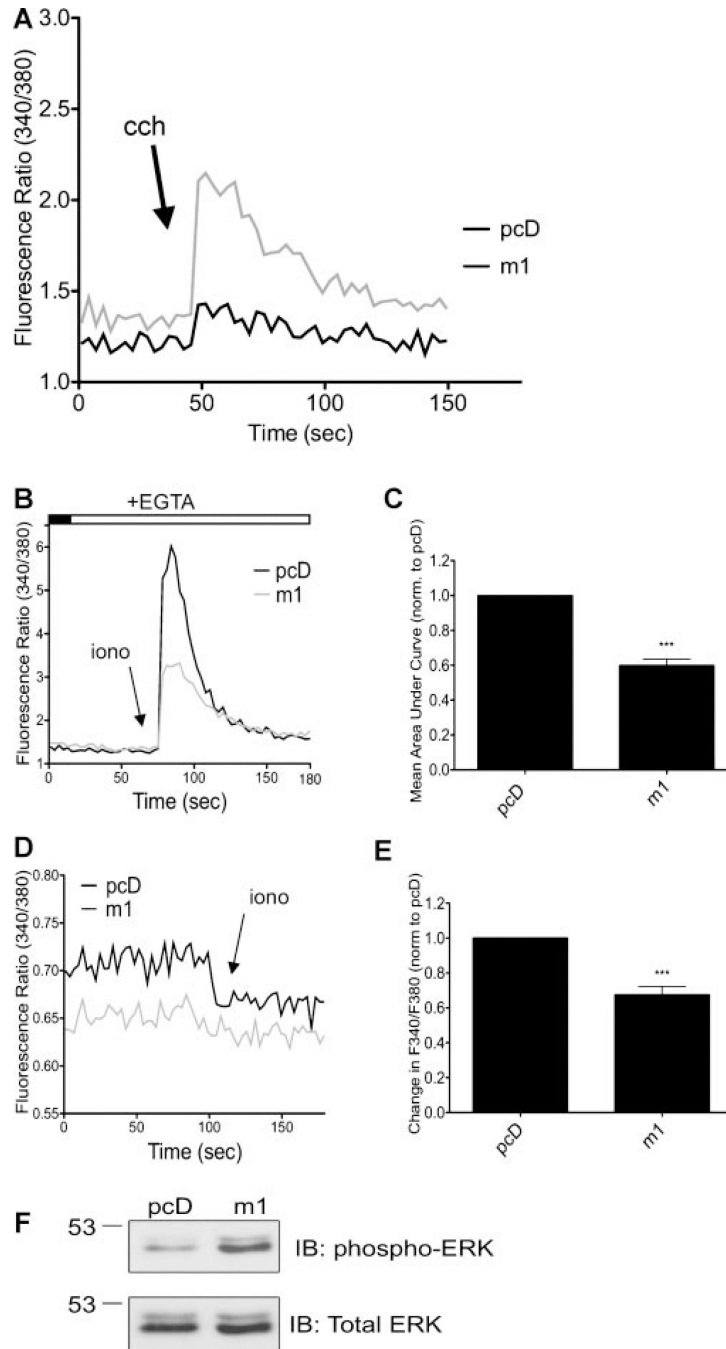 A
Fluorescence Ratio (340/380)
3.0
2.5
2.0
1.5
1.0
cch
pcD
m1
0 50 100 150
Time (sec)
B
+EGTA
Fluorescence Ratio (340/380)
6
5
4
3
2
1
pcD
m1
iono
0 50 100 150 180
Time (sec)
C
Mean Area Under Curve (norm. to pcD)
1.2
1.0
0.8
0.6
0.4
0.2
0.0
***
pcD
m1
D
Fluorescence Ratio (340/380)
0.80
0.75
0.70
0.65
0.60
0.55
pcD
m1
iono
0 50 100 150
Time (sec)
E
Change in F340/F380 (norm to pcD)
1.2
1.0
0.8
0.6
0.4
0.2
0.0
***
pcD
m1
F
pcD m1
53
IB: phospho-ERK
53
IB: Total ERK